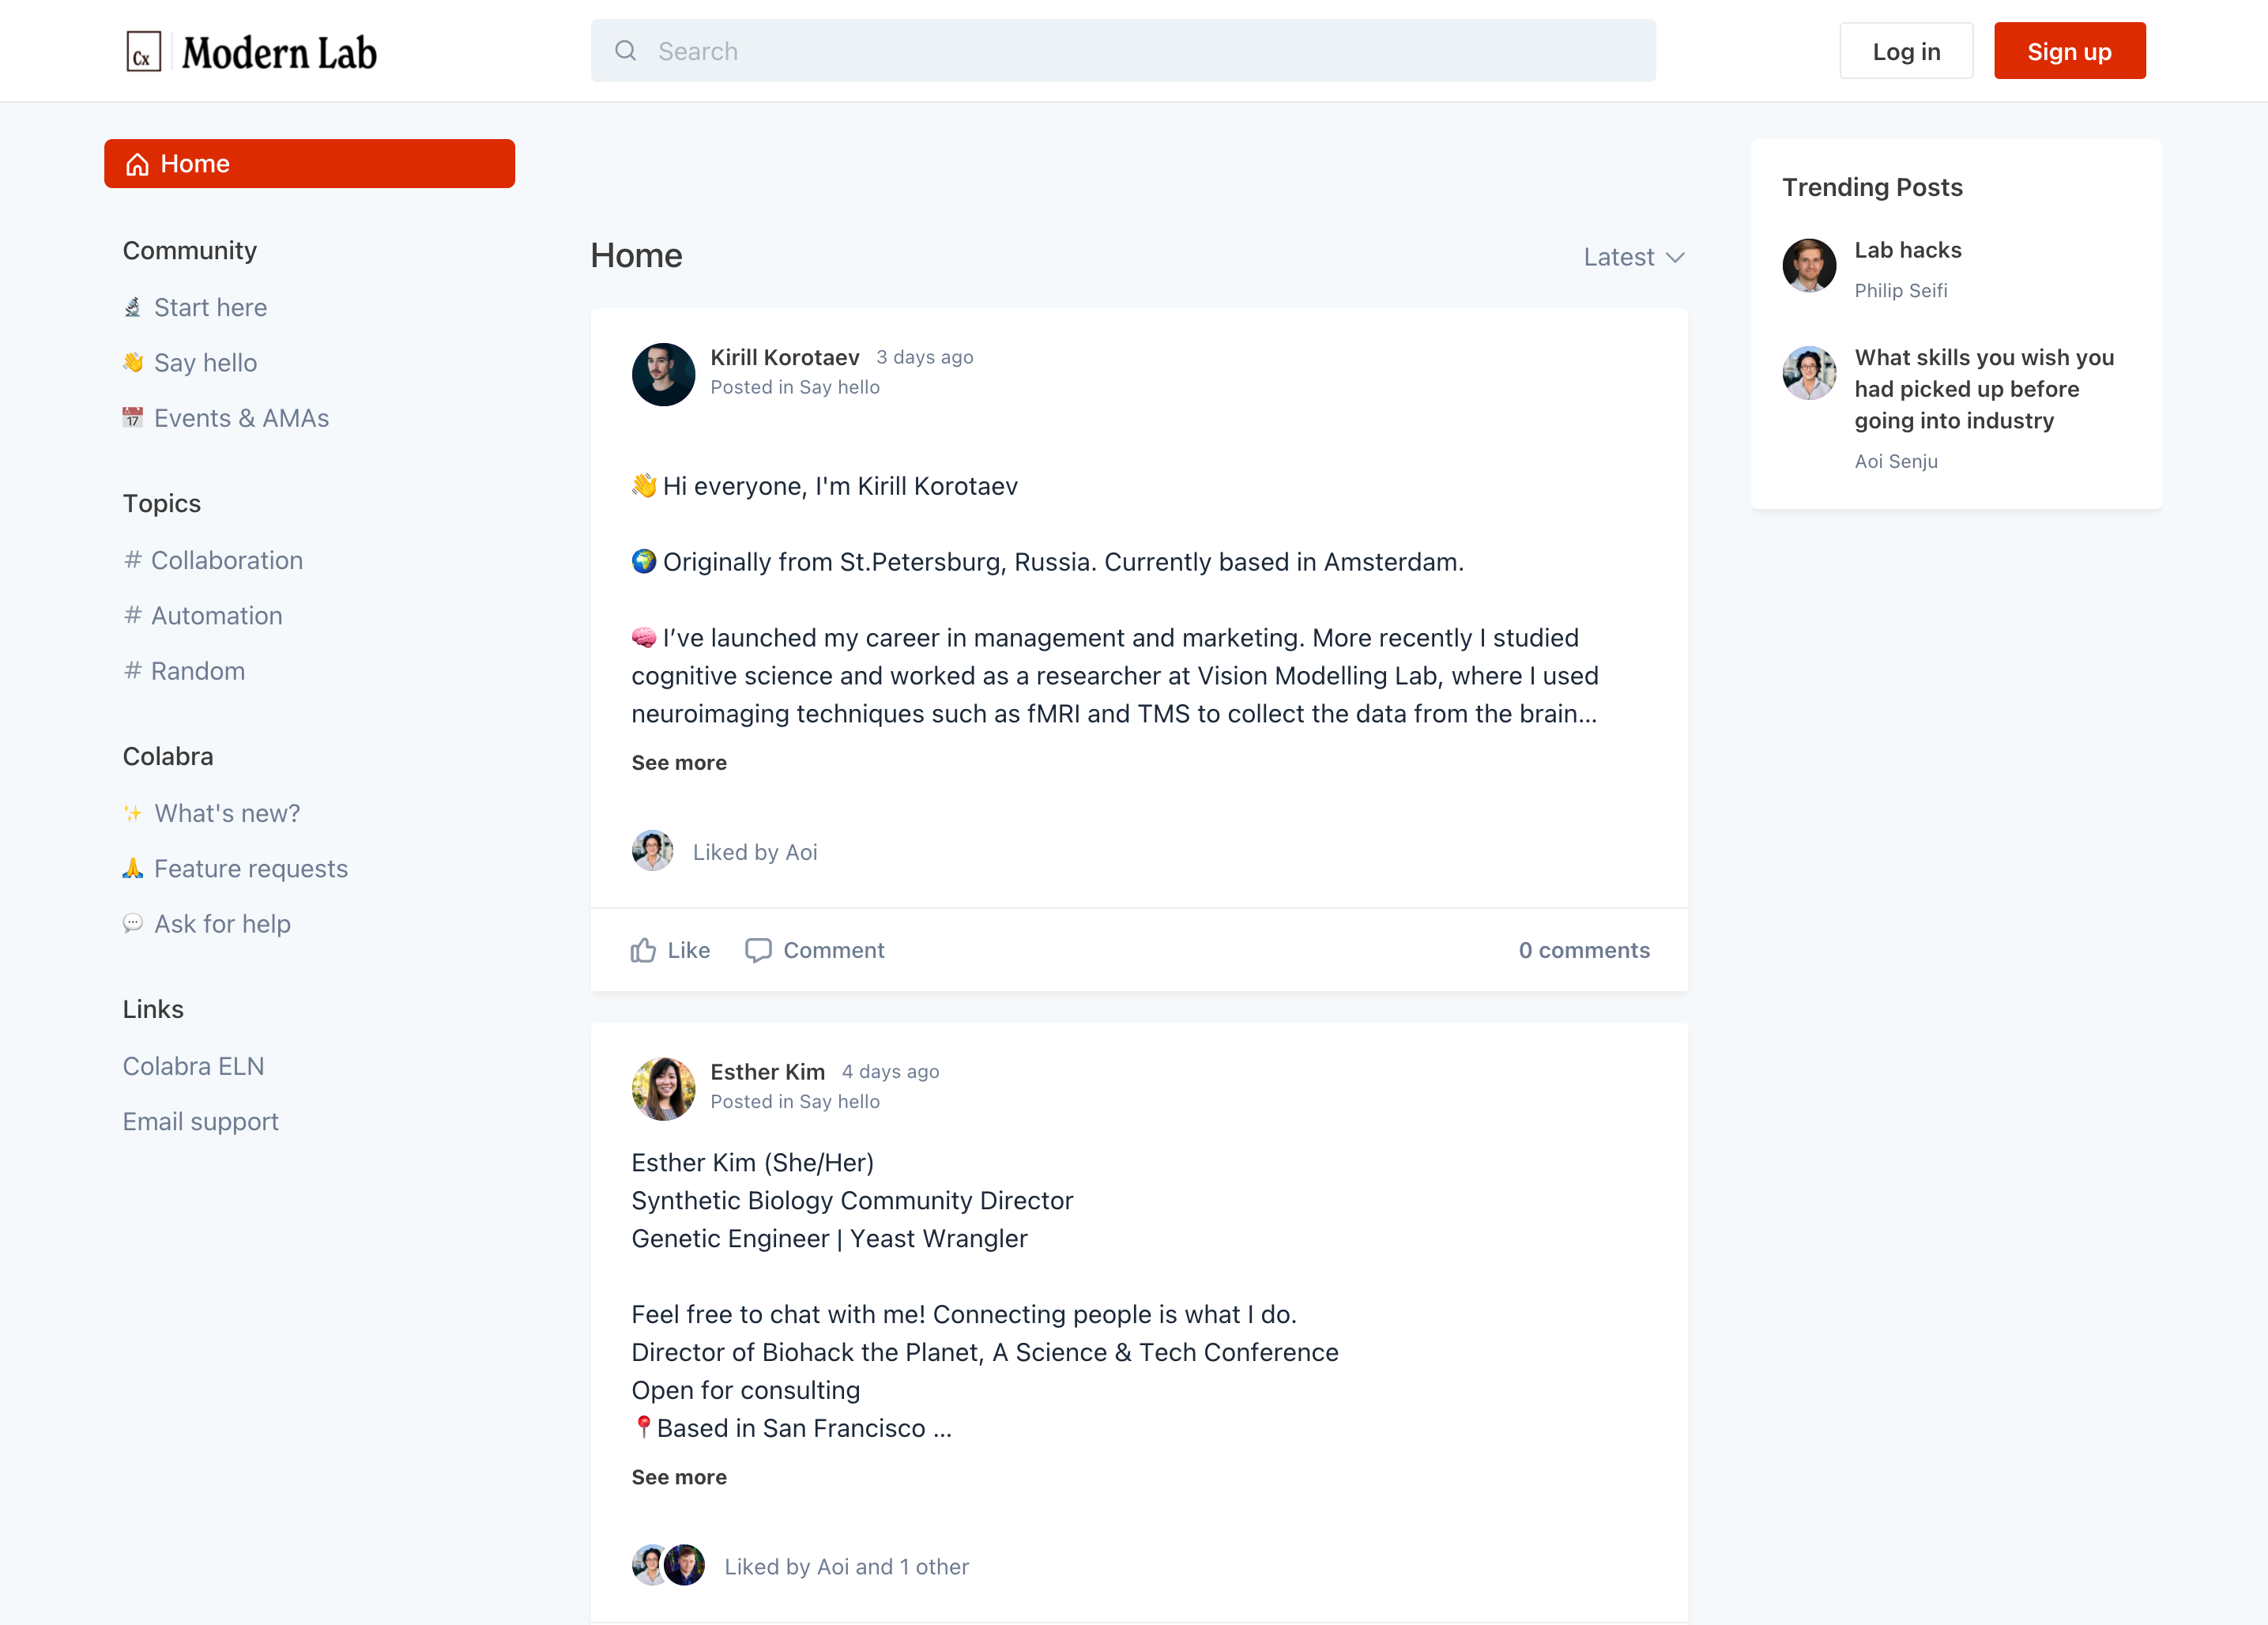 Cx Modern Lab
Search
Log in
Sign up
Home
Community
🔬 Start here
👋 Say hello
📅 Events & AMAs
Topics
# Collaboration
# Automation
# Random
Colabra
✨ What's new?
🙏 Feature requests
💬 Ask for help
Links
Colabra ELN
Email support
Home
Latest
Kirill Korotaev 3 days ago
Posted in Say hello
👋 Hi everyone, I'm Kirill Korotaev
🌍 Originally from St.Petersburg, Russia. Currently based in Amsterdam.
🧠 I’ve launched my career in management and marketing. More recently I studied
cognitive science and worked as a researcher at Vision Modelling Lab, where I used
neuroimaging techniques such as fMRI and TMS to collect the data from the brain...
See more
Liked by Aoi
Like
Comment
0 comments
Esther Kim 4 days ago
Posted in Say hello
Esther Kim (She/Her)
Synthetic Biology Community Director
Genetic Engineer | Yeast Wrangler
Feel free to chat with me! Connecting people is what I do.
Director of Biohack the Planet, A Science & Tech Conference
Open for consulting
📍Based in San Francisco ...
See more
Liked by Aoi and 1 other
Trending Posts
Lab hacks
Philip Seifi
What skills you wish you
had picked up before
going into industry
Aoi Senju